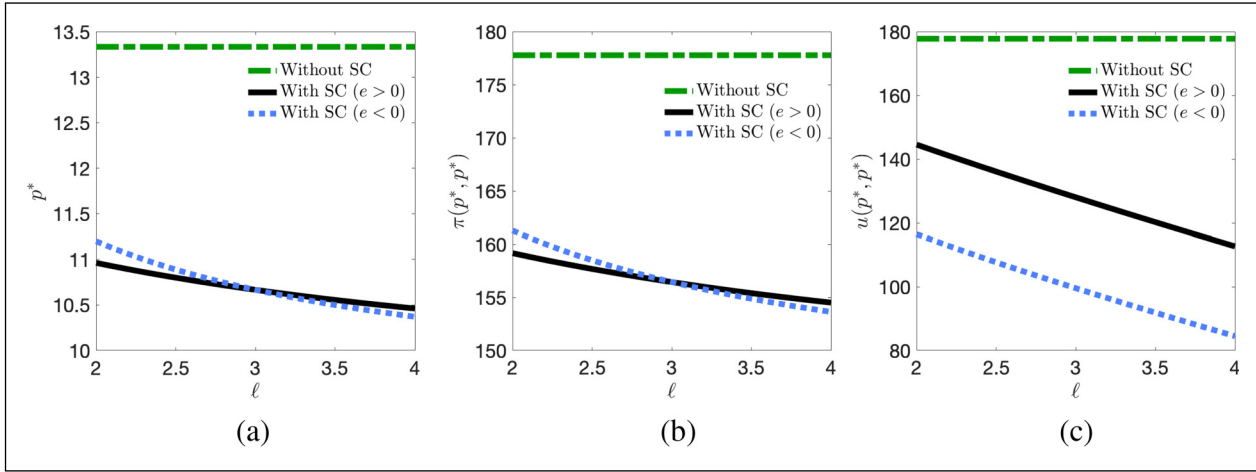 13.5
13
12.5
12
11.5
11
10.5
10
p*
2
2.5
3
3.5
4
ℓ
Without SC
With SC (e > 0)
With SC (e < 0)
(a)
180
175
170
165
160
155
150
π(p*, p*)
2
2.5
3
3.5
4
ℓ
Without SC
With SC (e > 0)
With SC (e < 0)
(b)
180
160
140
120
100
80
u(p*, p*)
2
2.5
3
3.5
4
ℓ
Without SC
With SC (e > 0)
With SC (e < 0)
(c)